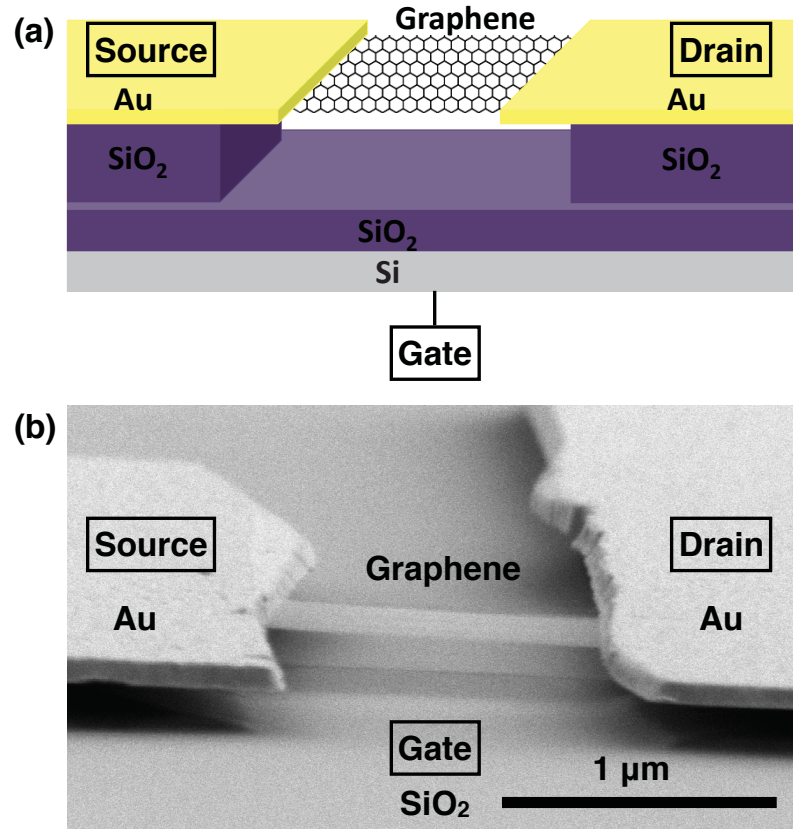 (a)
Graphene
Source
Drain
Au
Au
SiO₂
SiO₂
SiO₂
Si
Gate
(b)
Source
Graphene
Drain
Au
Au
Gate
1 µm
SiO₂